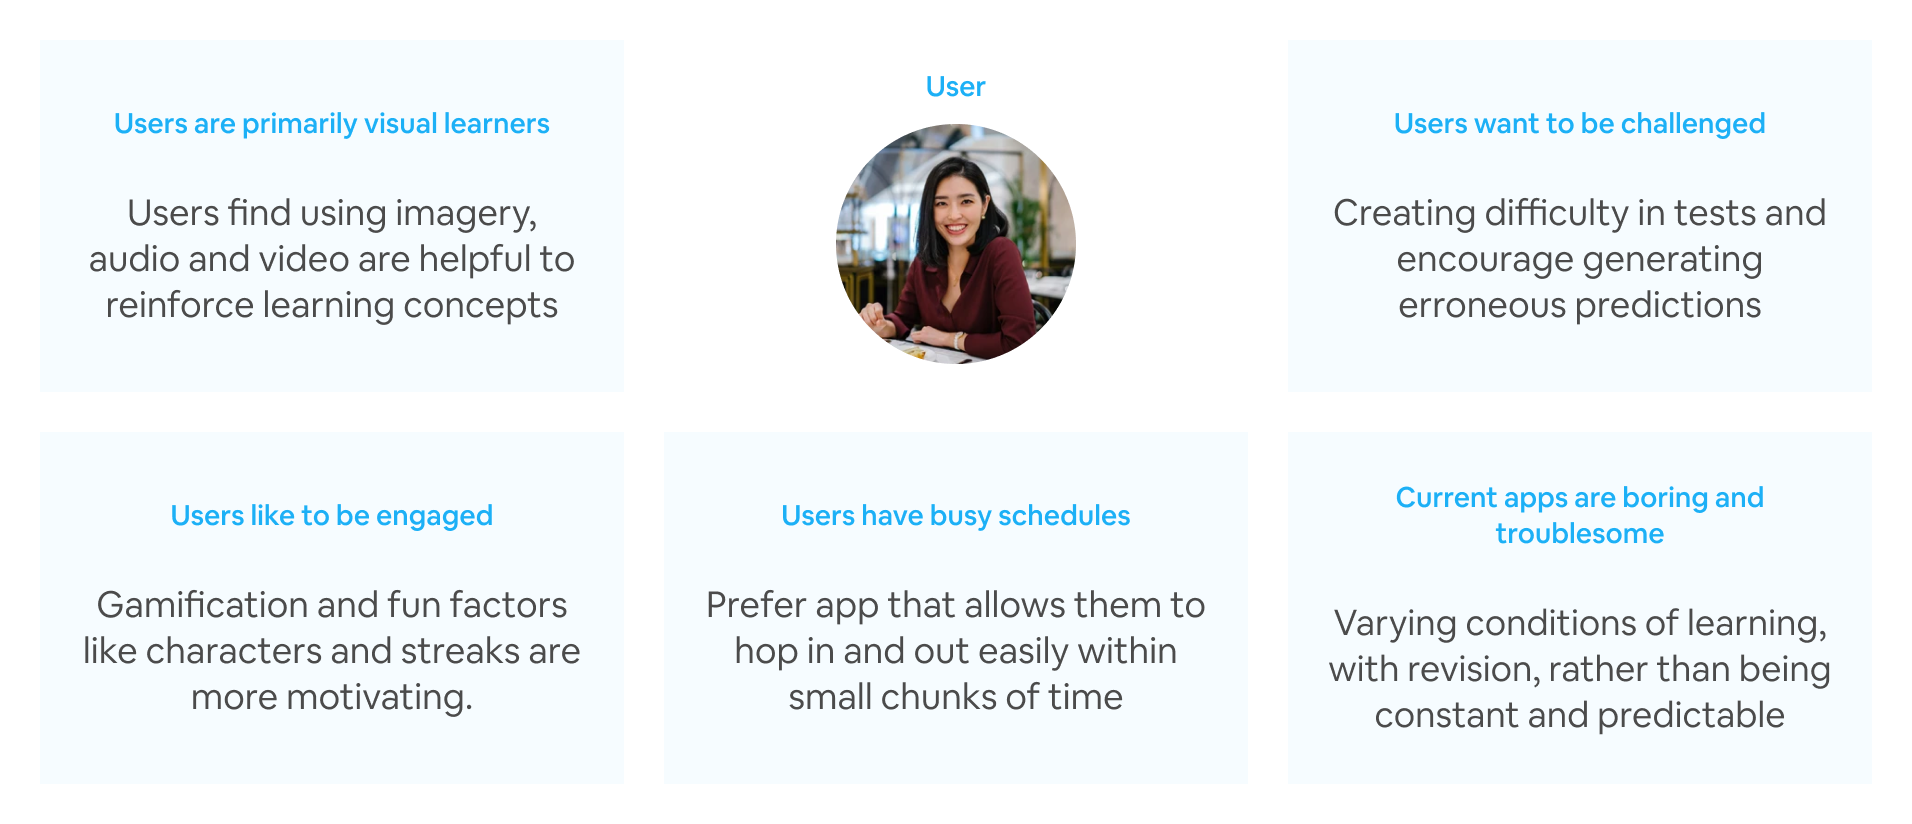 Users are primarily visual learners
Users find using imagery,
audio and video are helpful to
reinforce learning concepts
User
Users want to be challenged
Creating difficulty in tests and
encourage generating
erroneous predictions
Users like to be engaged
Gamification and fun factors
like characters and streaks are
more motivating.
Users have busy schedules
Prefer app that allows them to
hop in and out easily within
small chunks of time
Current apps are boring and
troublesome
Varying conditions of learning,
with revision, rather than being
constant and predictable